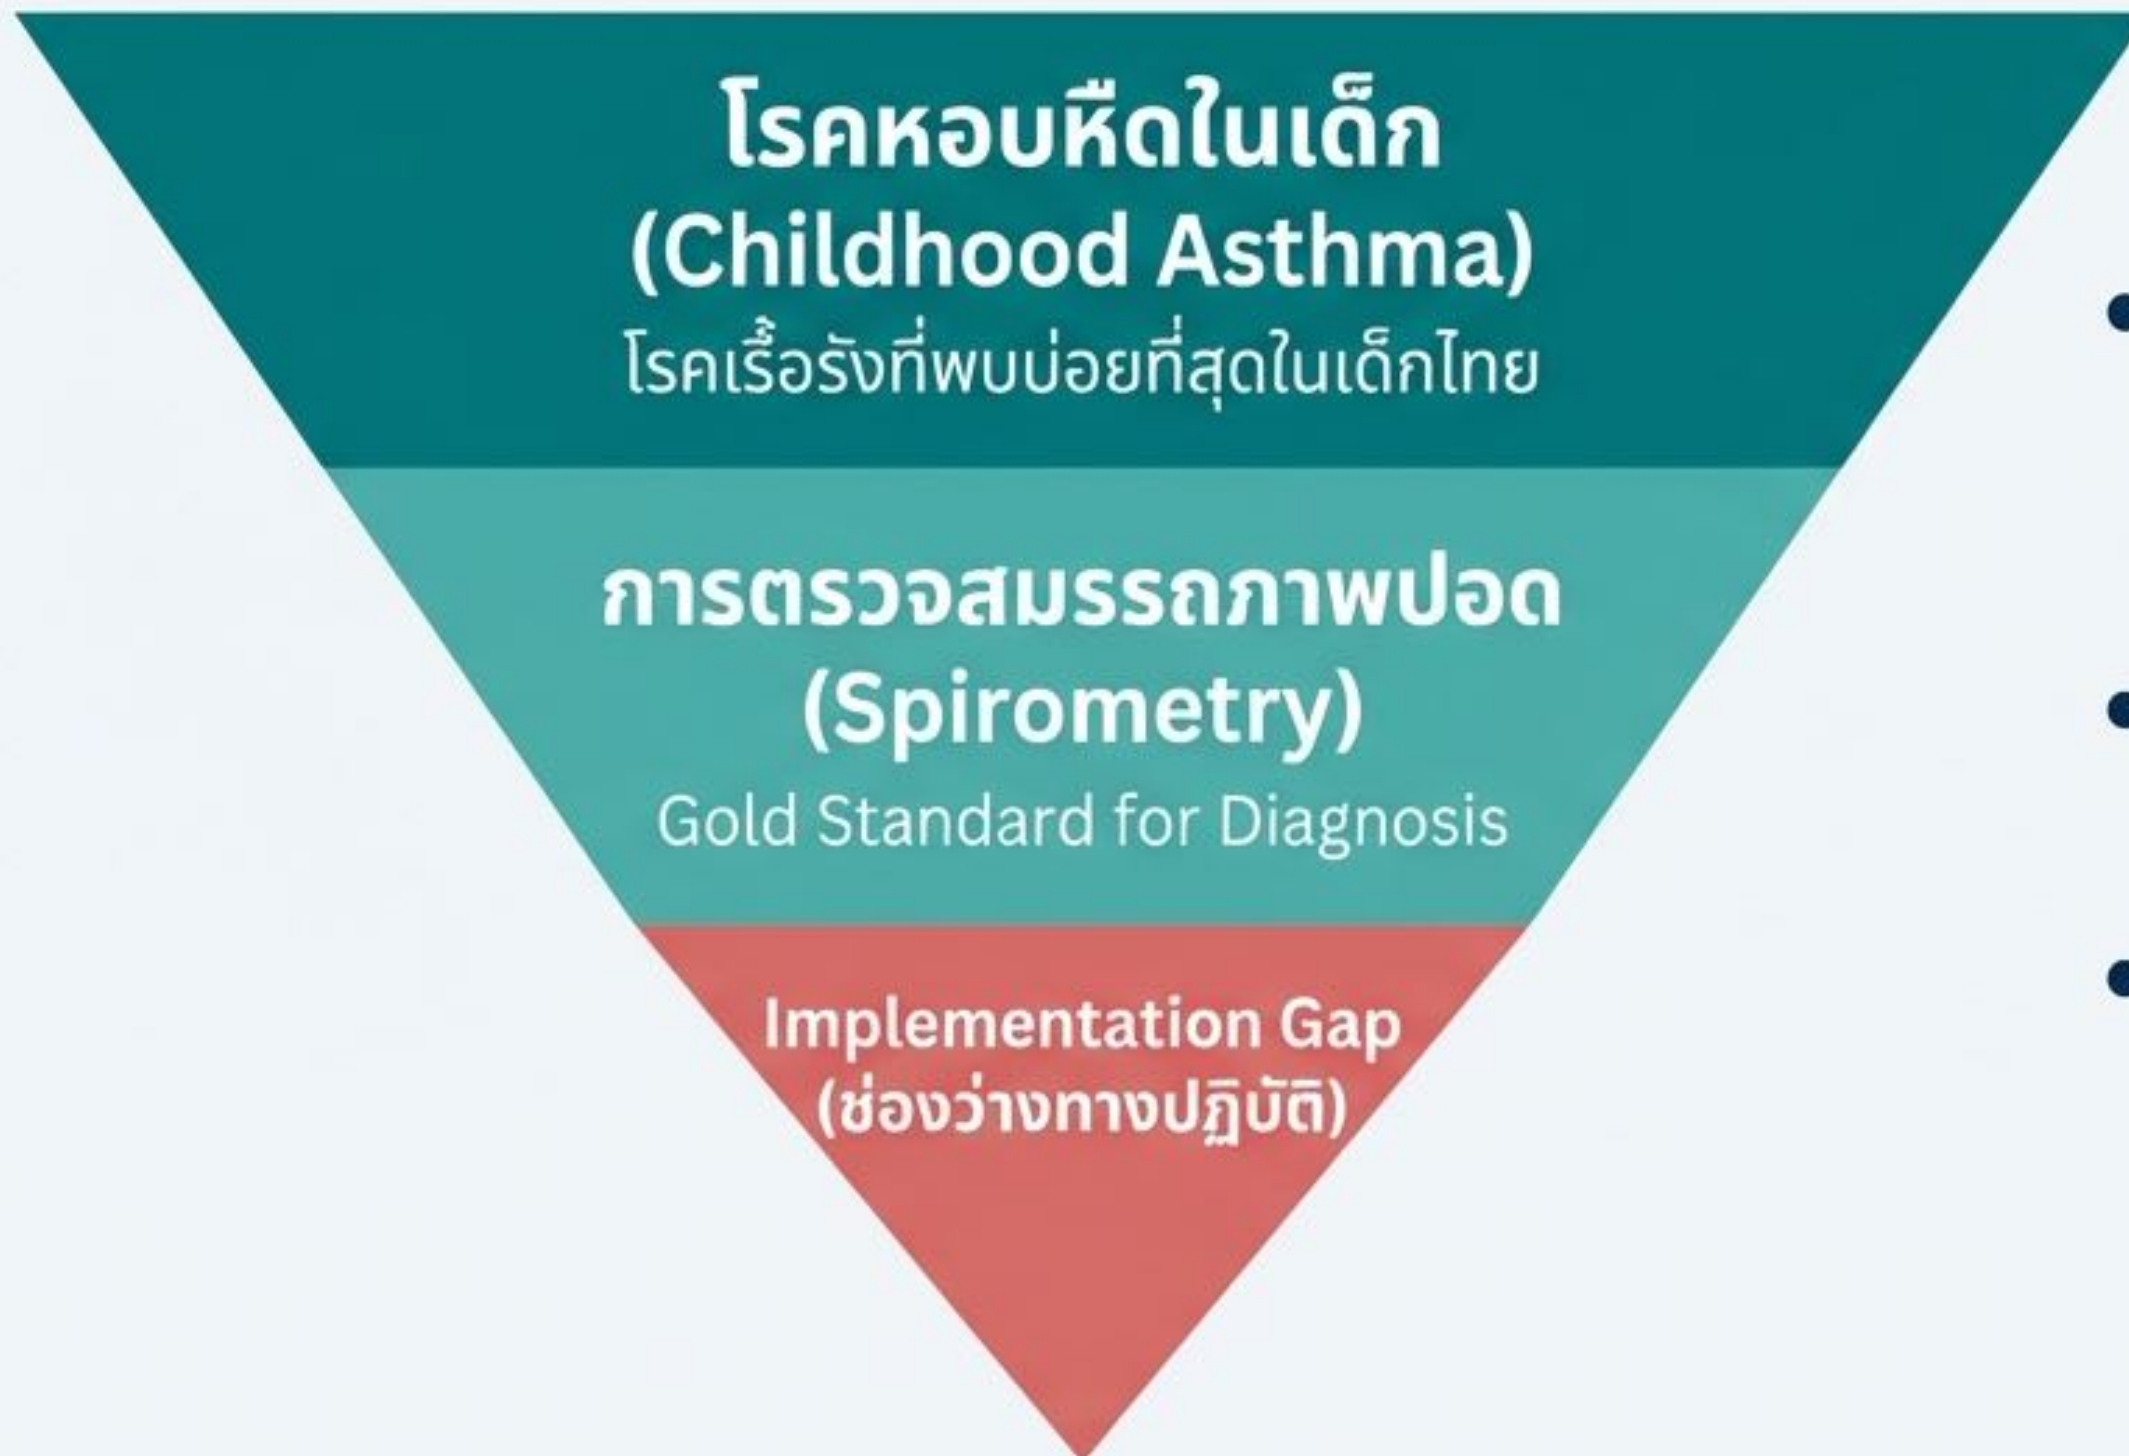 โรคหอบหืดในเด็ก
(Childhood Asthma)
โรคเรื้อรังที่พบบ่อยที่สุดในเด็กไทย
การตรวจสมรรถภาพปอด
(Spirometry)
Gold Standard for Diagnosis
Implementation Gap
(ช่องว่างทางปฏิบัติ)